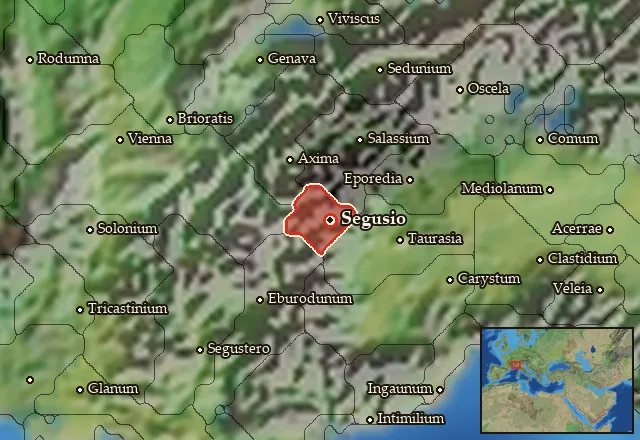 Viviscus
Rodumna
Genava
Sedunium
Oscela
Brioratis
Vienna
Salassium
Comum
Axima
Eporedia
Mediolanum
Segusio
Solonium
Taurasia
Acerrae
Clastidium
Carystum
Veleia
Eburodunum
Tricastinium
Segustero
Glanum
Ingaunum
Intimilium